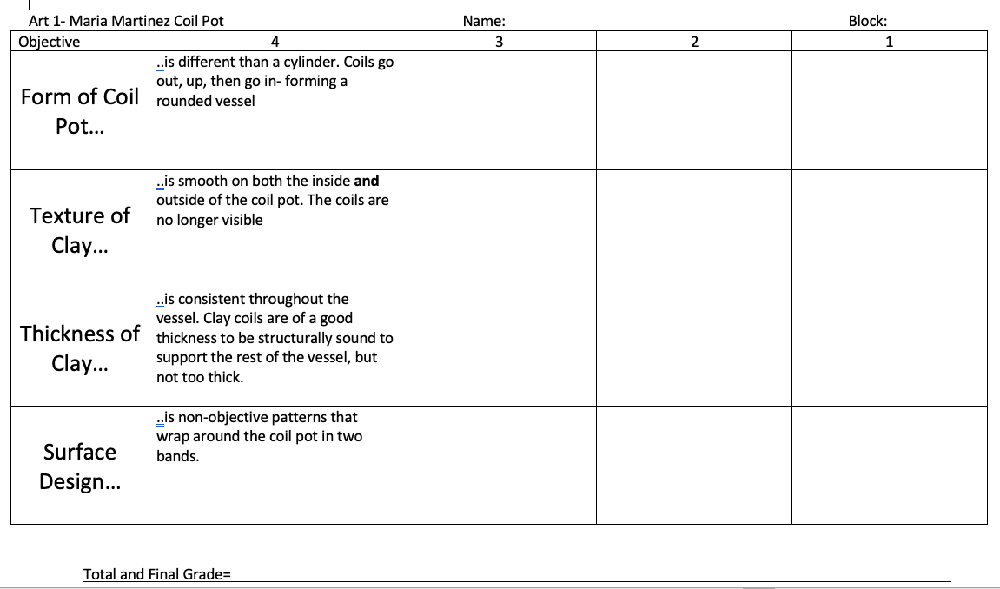 Art 1- Maria Martinez Coil Pot Name: Block:
Objective 4 3 2 1
Form of Coil
Pot...
..is different than a cylinder. Coils go
out, up, then go in- forming a
rounded vessel
Texture of
Clay...
..is smooth on both the inside and
outside of the coil pot. The coils are
no longer visible
Thickness of
Clay...
..is consistent throughout the
vessel. Clay coils are of a good
thickness to be structurally sound to
support the rest of the vessel, but
not too thick.
Surface
Design...
..is non-objective patterns that
wrap around the coil pot in two
bands.
Total and Final Grade=